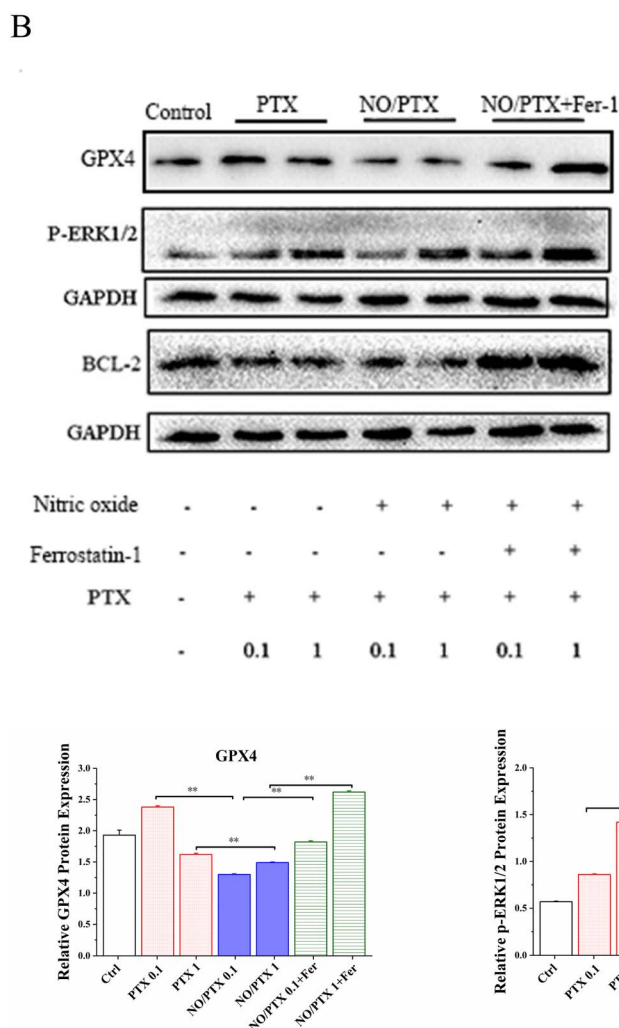 B
Control PTX NO/PTX NO/PTX+Fer-1
GPX4
P-ERK1/2
GAPDH
BCL-2
GAPDH
Nitric oxide - - - + + + +
Ferrostatin-1 - - - - - + +
PTX - + + + + + +
- 0.1 1 0.1 1 0.1 1
GPX4
Relative GPX4 Protein Expression
3.0
2.5
2.0
1.5
1.0
0.5
0.0
** ** ** **
Ctrl PTX 0.1 PTX 1 NO/PTX 0.1 NO/PTX 1 NO/PTX 0.1+Fer NO/PTX 1+Fer
Relative p-ERK1/2 Protein Expression
2.0
1.5
1.0
0.5
0.0
Ctrl PTX 0.1 PT